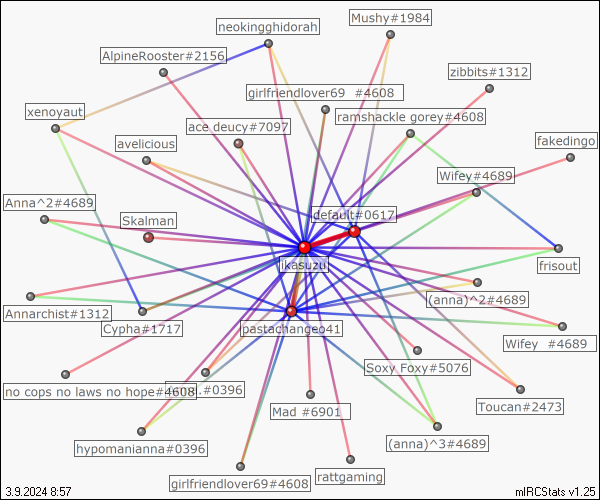 Mushy#1984
neokingghidorah
AlpineRooster#2156
zibbits#1312
girlfriendlover69 #4608
xenoyaut
ramshackle gorey#4608
ace deucy#7097
avelicious
fakedingo
Wifey#4689
Anna^2#4689
default#0617
Skalman
ikasuzu
frisout
(anna)^2#4689
Annarchist#1312
Cypha#1717
pastachangeo41
Wifey #4689
Soxy Foxy#5076
no cops no laws no hope#4608
.#0396
Mad #6901
Toucan#2473
hypomanianna#0396
(anna)^3#4689
rattgaming
girlfriendlover69#4608
3.9.2024 8:57
mIRCStats v1.25